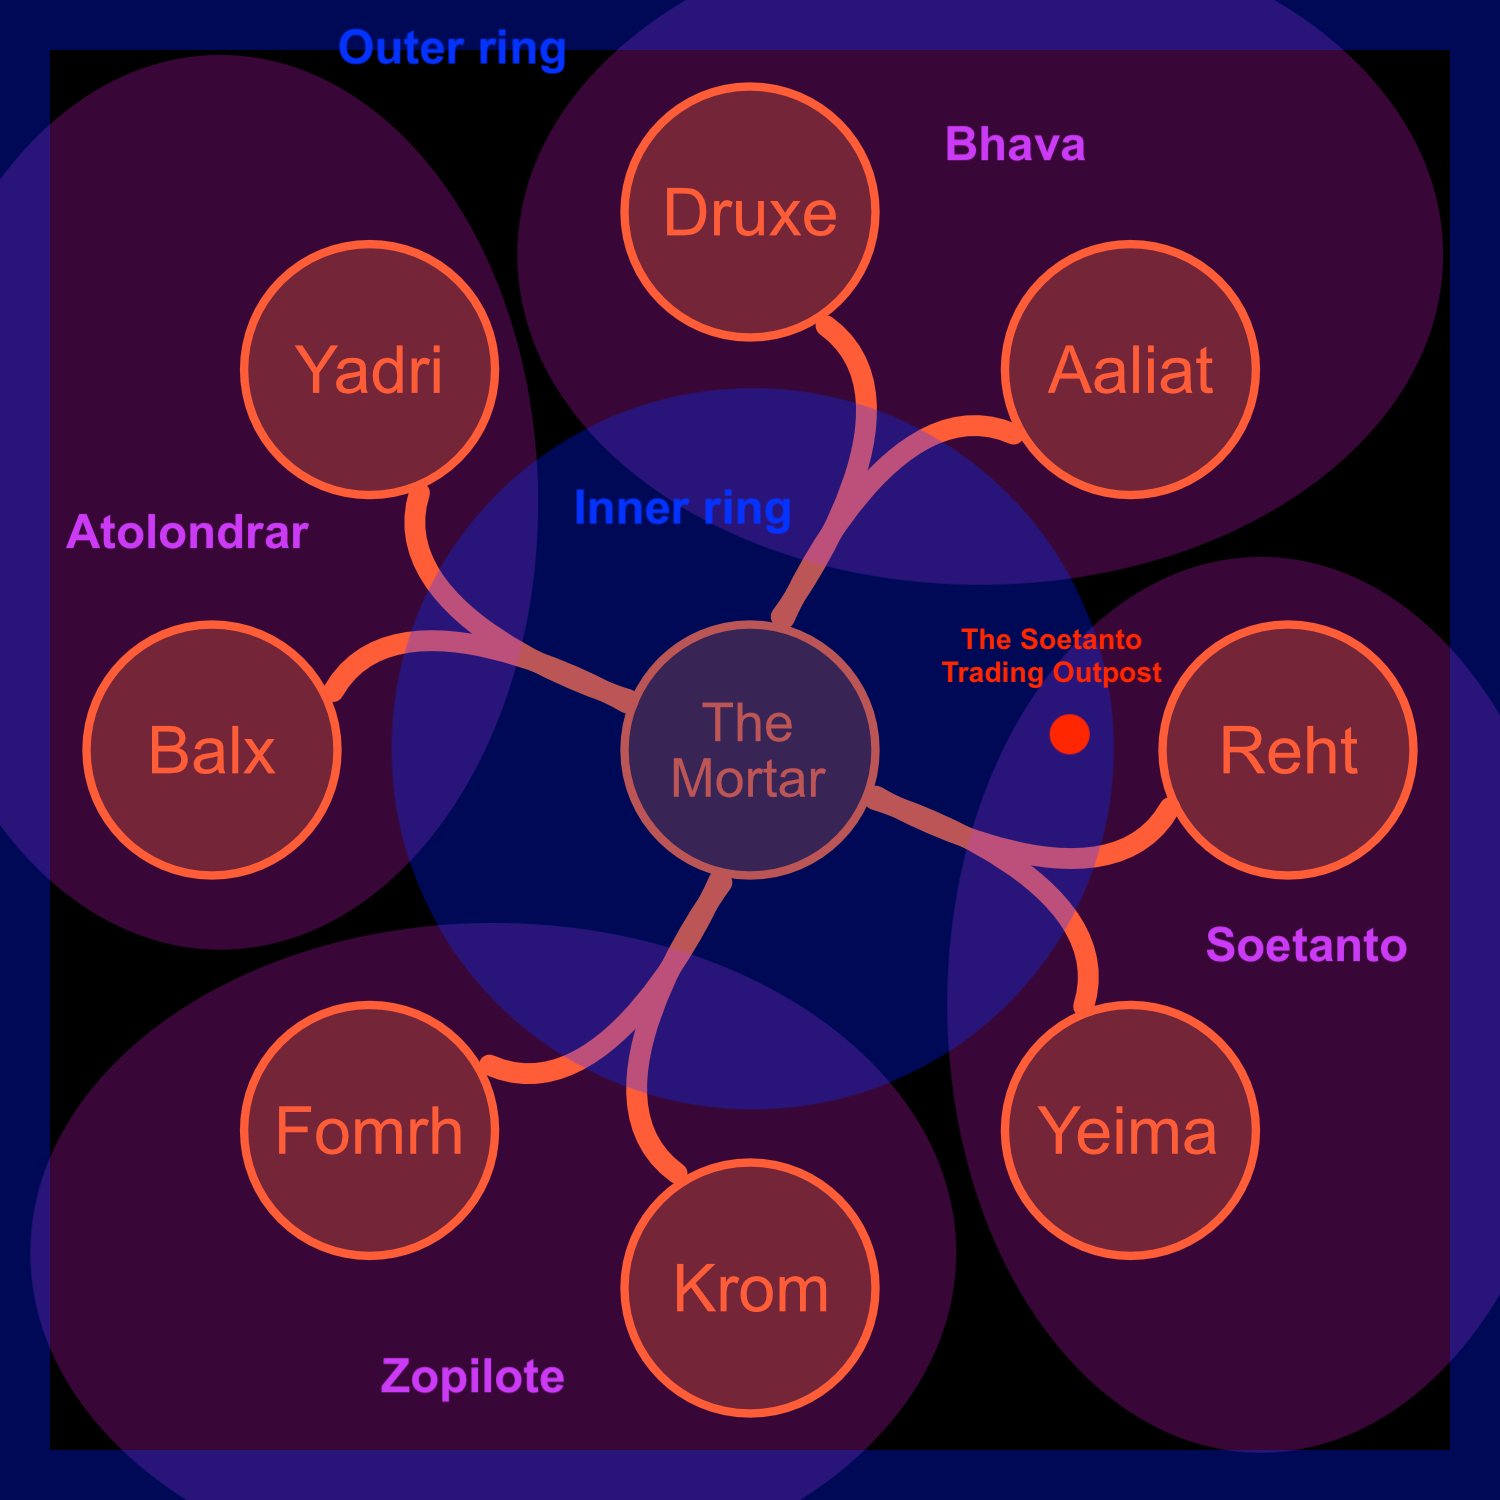 Outer ring
Bhava
Druxe
Yadri
Aaliat
Inner ring
Atolondrar
The Soetanto
Trading Outpost
Balx
The
Mortar
Reht
Soetanto
Fomrh
Yeima
Krom
Zopilote